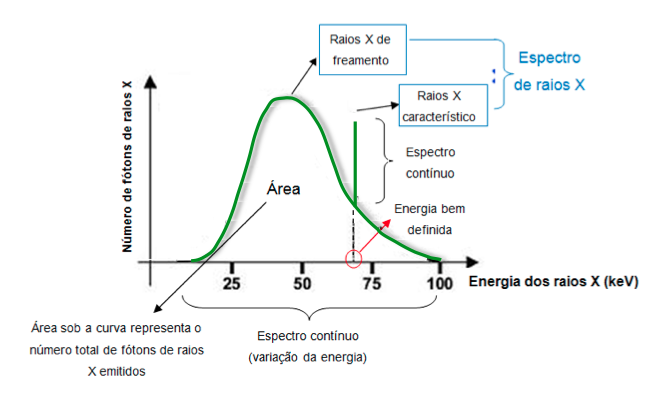 Raios X de
freamento
Espectro
de raios X
:
Raios X
característico
Espectro
contínuo
Energia bem
definida
Área
Número de fótons de raios X
25
50
75
100
Energia dos raios X (keV)
Área sob a curva representa o
número total de fótons de raios
X emitidos
Espectro contínuo
(variação da energia)